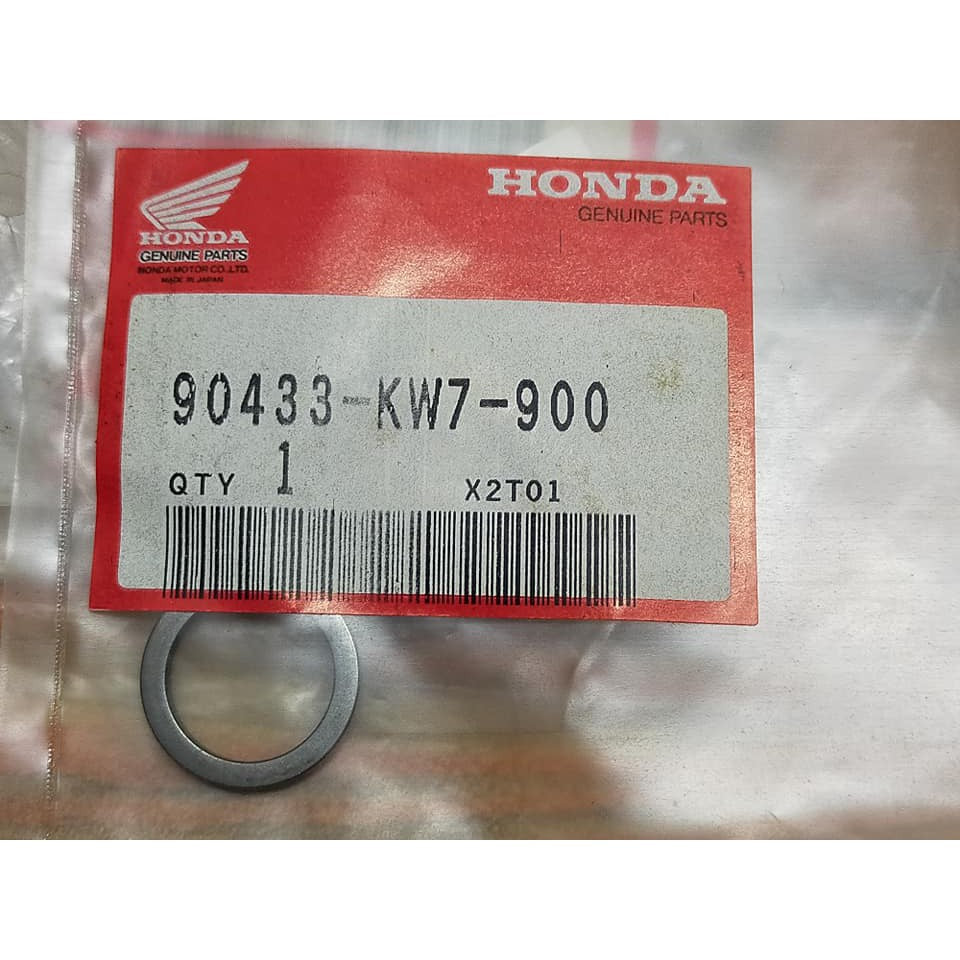 HONDA
GENUINE PARTS
HONDA
GENUINE PARTS
HONDA MOTOR CO.,LTD.
MADE IN JAPAN
90433-KW7-900
QTY 1 X2T01